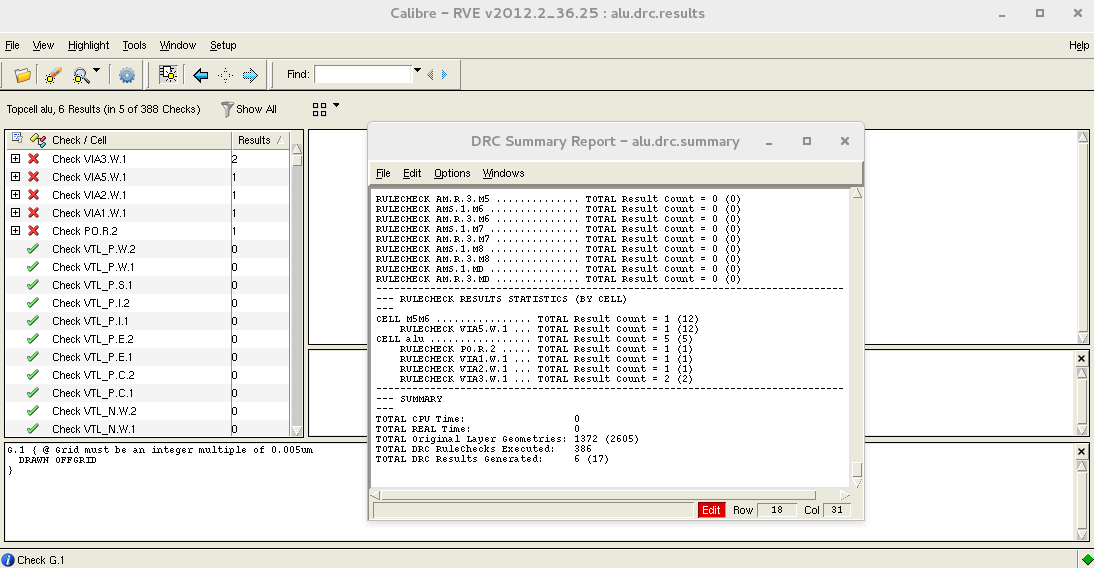 Calibre - RVE v2012.2_36.25 : alu.drc.results
File View Highlight Tools Window Setup Help
Find:
Topcell alu, 6 Results (in 5 of 388 Checks) Show All
Check / Cell Results
Check VIA3.W.1 2
Check VIA5.W.1 1
Check VIA2.W.1 1
Check VIA1.W.1 1
Check PO.R.2 1
Check VTL_P.W.2 0
Check VTL_P.W.1 0
Check VTL_P.S.1 0
Check VTL_P.I.2 0
Check VTL_P.I.1 0
Check VTL_P.E.2 0
Check VTL_P.E.1 0
Check VTL_P.C.2 0
Check VTL_P.C.1 0
Check VTL_N.W.2 0
Check VTL_N.W.1 0
DRC Summary Report - alu.drc.summary
File Edit Options Windows
RULECHECK AM.R.3.M5 .............. TOTAL Result Count = 0 (0)
RULECHECK AMS.1.M6 ............... TOTAL Result Count = 0 (0)
RULECHECK AM.R.3.M6 .............. TOTAL Result Count = 0 (0)
RULECHECK AMS.1.M7 ............... TOTAL Result Count = 0 (0)
RULECHECK AM.R.3.M7 .............. TOTAL Result Count = 0 (0)
RULECHECK AMS.1.M8 ............... TOTAL Result Count = 0 (0)
RULECHECK AM.R.3.M8 .............. TOTAL Result Count = 0 (0)
RULECHECK AMS.1.MD ............... TOTAL Result Count = 0 (0)
RULECHECK AM.R.3.MD .............. TOTAL Result Count = 0 (0)
--- RULECHECK RESULTS STATISTICS (BY CELL)
---
CELL M5M6 ................ TOTAL Result Count = 1 (12)
RULECHECK VIA5.W.1 ... TOTAL Result Count = 1 (12)
CELL alu ................. TOTAL Result Count = 5 (5)
RULECHECK PO.R.2 ..... TOTAL Result Count = 1 (1)
RULECHECK VIA1.W.1 ... TOTAL Result Count = 1 (1)
RULECHECK VIA2.W.1 ... TOTAL Result Count = 1 (1)
RULECHECK VIA3.W.1 ... TOTAL Result Count = 2 (2)
--- SUMMARY
---
TOTAL CPU Time: 0
TOTAL REAL Time: 0
TOTAL Original Layer Geometries: 1372 (2605)
TOTAL DRC RuleChecks Executed: 386
TOTAL DRC Results Generated: 6 (17)
Edit Row 18 Col 31
G.1 { @ Grid must be an integer multiple of 0.005um
DRAWN OFFGRID
}
Check G.1